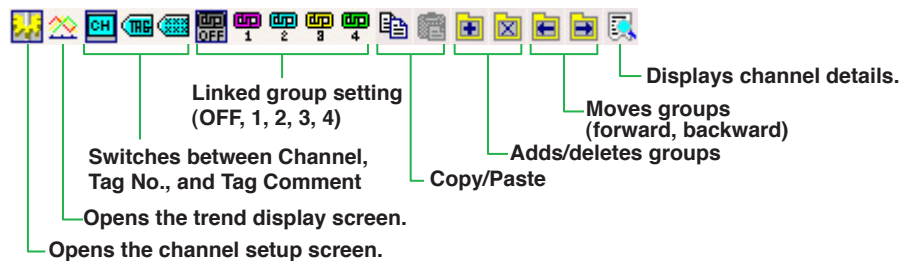 CH TAG XXX OFF 1 2 3 4
Displays channel details.
Linked group setting
(OFF, 1, 2, 3, 4)
Moves groups
(forward, backward)
Switches between Channel,
Tag No., and Tag Comment
Adds/deletes groups
Copy/Paste
Opens the trend display screen.
Opens the channel setup screen.